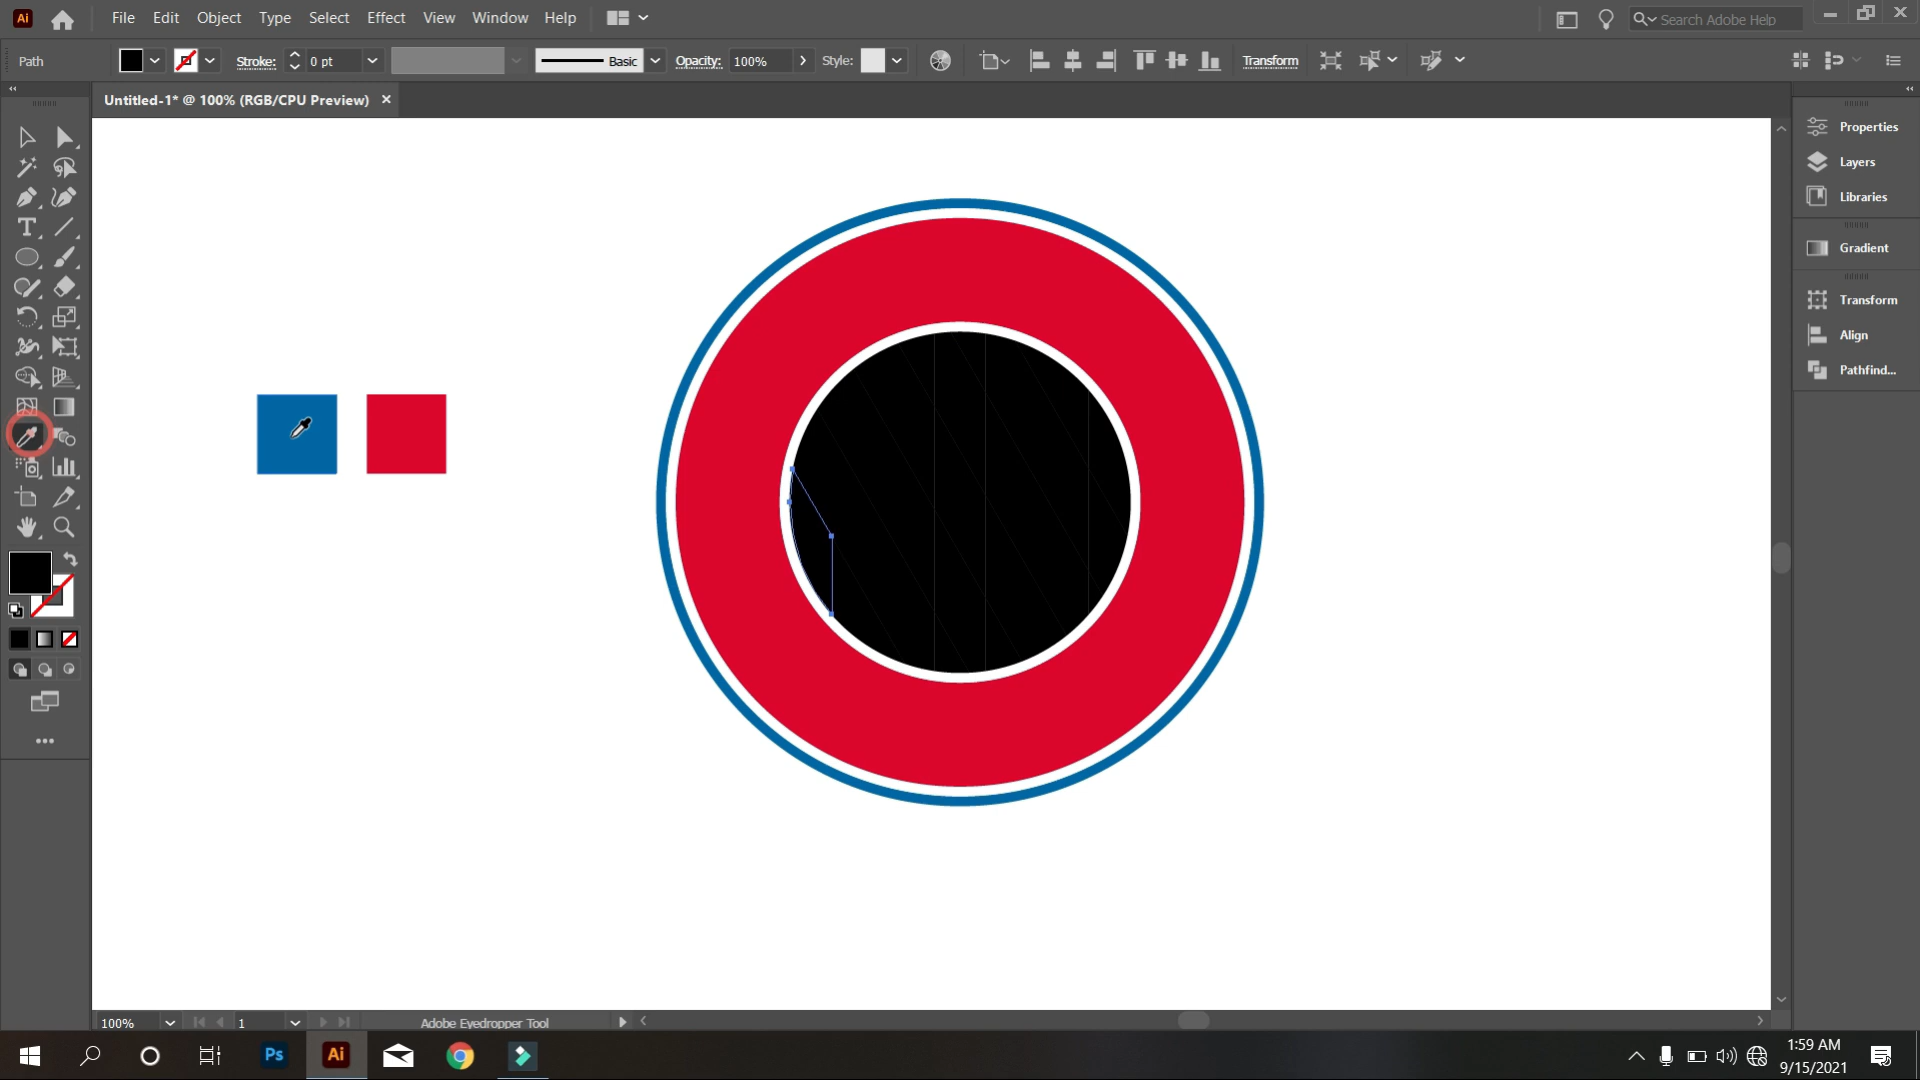 Ai File Edit Object Type Select Effect View Window Help Search Adobe Help
Path Stroke: 0 pt Basic Opacity: 100% Style: Transform
Untitled-1* @ 100% (RGB/CPU Preview) ×
Properties
Layers
Libraries
Gradient
Transform
Align
Pathfind...
100% 1 Adobe Eyedropper Tool
Ps Ai 1:59 AM
9/15/2021